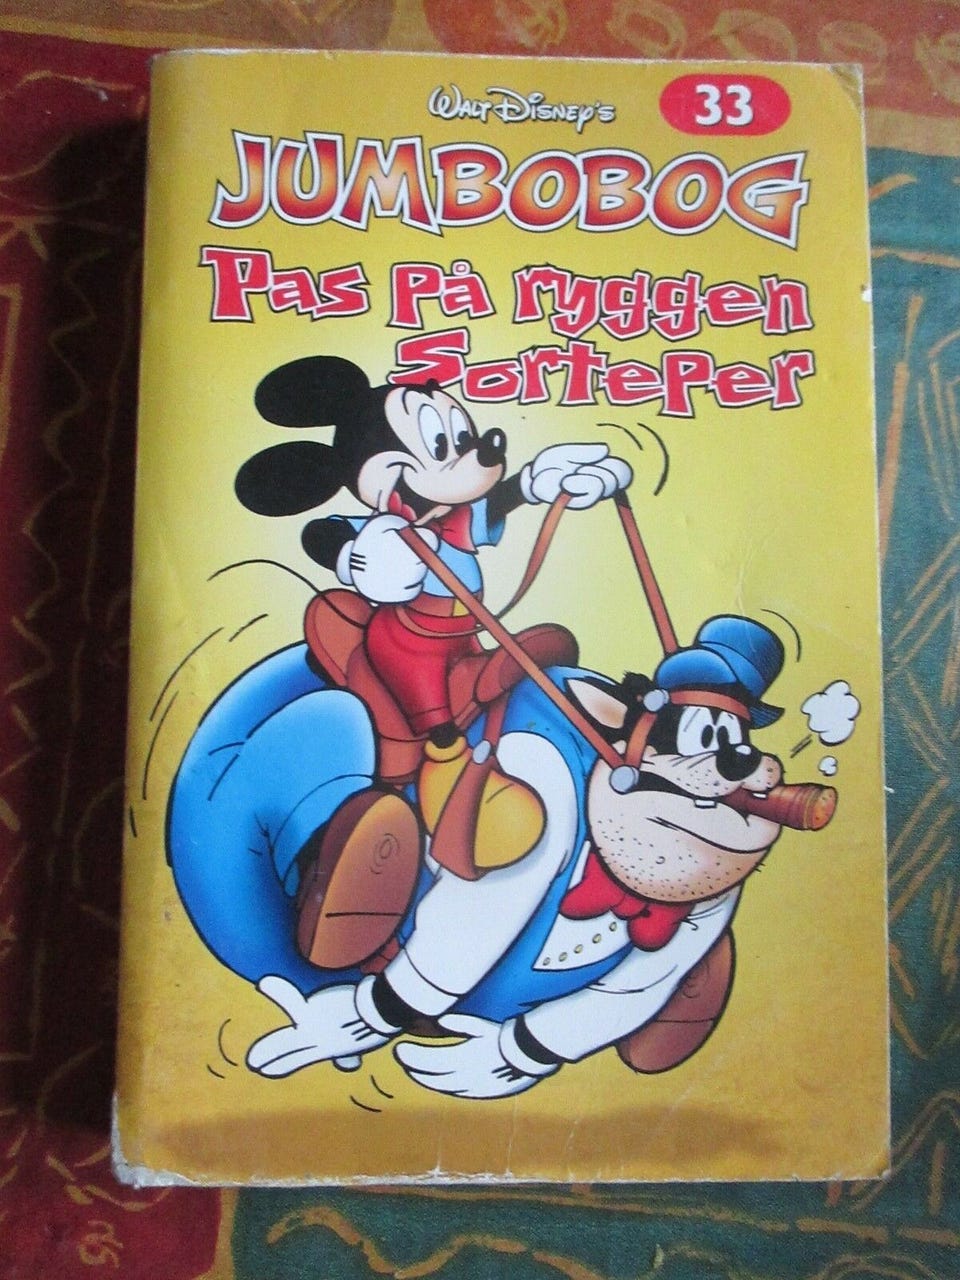 WALT DISNEY'S
33
JUMBOBOG
Pas på ryggen
Sorteper